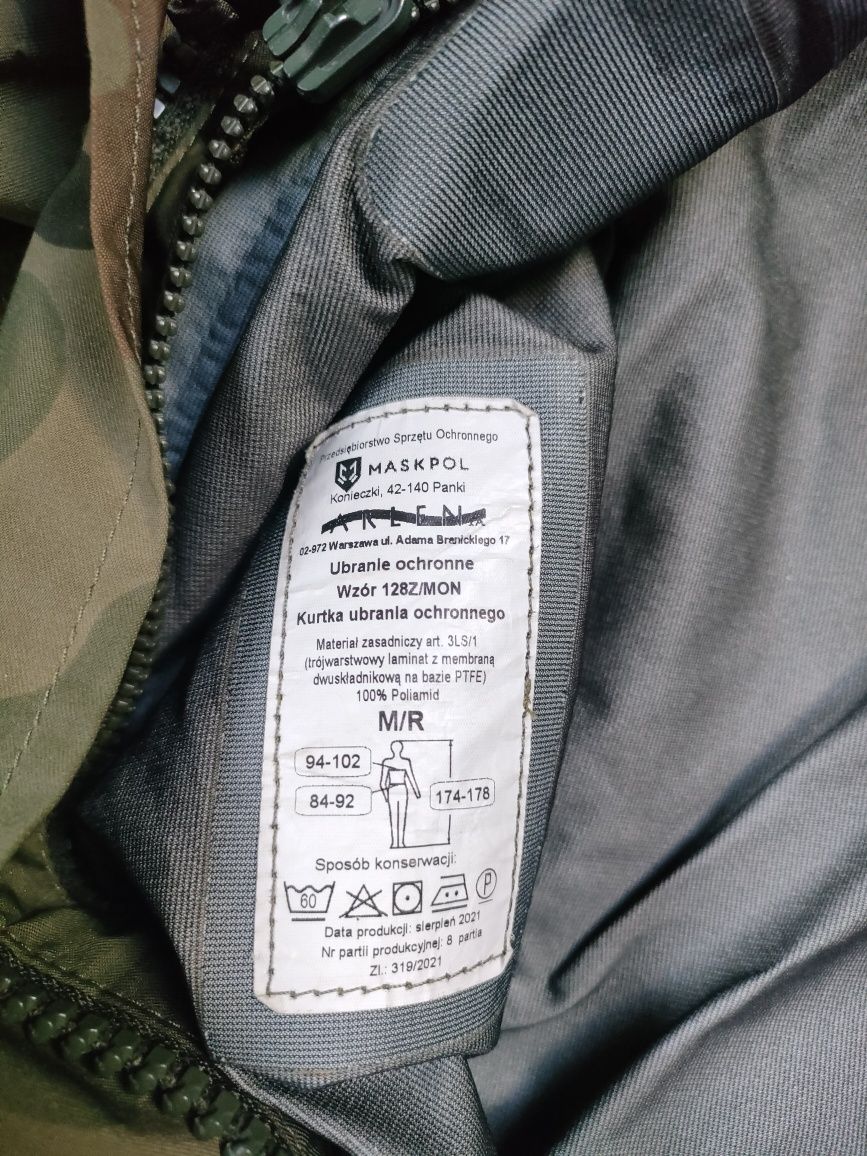 Przedsiębiorstwo Sprzętu Ochronnego
MASKPOL
Konieczki, 42-140 Panki
ARLEN S.A.
02-972 Warszawa ul. Adama Branickiego 17
Ubranie ochronne
Wzór 128Z/MON
Kurtka ubrania ochronnego
Materiał zasadniczy art. 3LS/1
(trójwarstwowy laminat z membraną
dwuskładnikową na bazie PTFE)
100% Poliamid
M/R
94-102
84-92
174-178
Sposób konserwacji:
60
P
Data produkcji: sierpień 2021
Nr partii produkcyjnej: 8 partia
Zl.: 319/2021